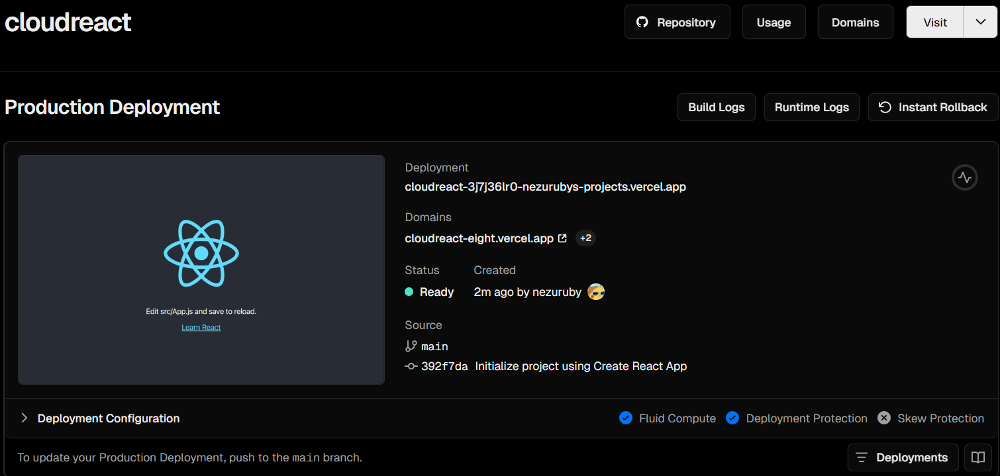 cloudreact
Repository
Usage
Domains
Visit
Production Deployment
Build Logs
Runtime Logs
Instant Rollback
Edit src/App.js and save to reload.
Learn React
Deployment
cloudreact-3j7j36lr0-nezurubys-projects.vercel.app
Domains
cloudreact-eight.vercel.app +2
Status Created
Ready 2m ago by nezuruby
Source
main
392f7da Initialize project using Create React App
Deployment Configuration
Fluid Compute
Deployment Protection
Skew Protection
To update your Production Deployment, push to the main branch.
Deployments